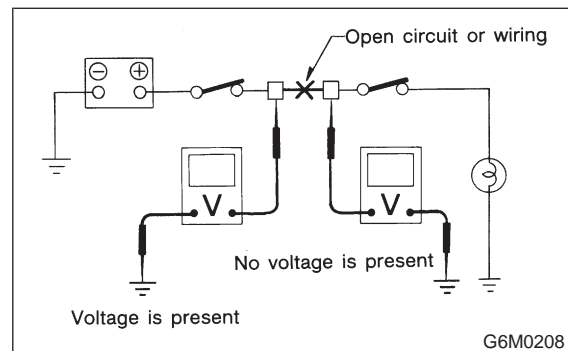 Open circuit or wiring
− +
V
V
No voltage is present
Voltage is present
G6M0208